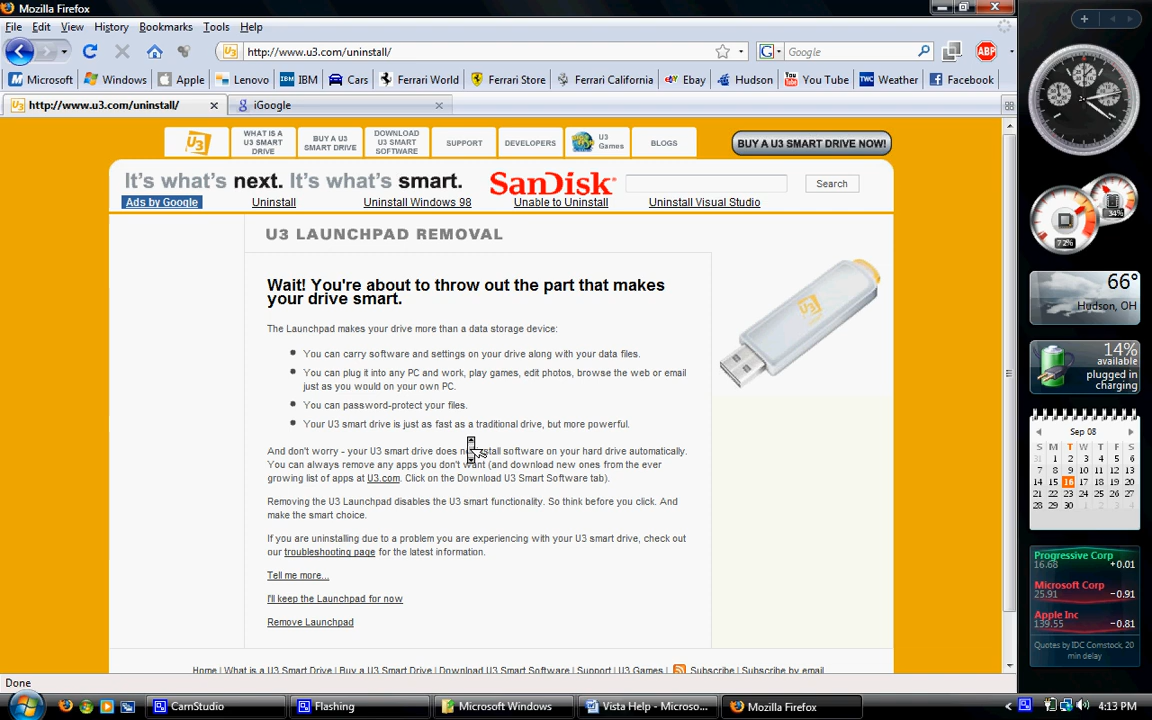 Mozilla Firefox
File Edit View History Bookmarks Tools Help
http://www.u3.com/uninstall/
G Google
ABP
Microsoft Windows Apple Lenovo IBM IBM Cars Ferrari World Ferrari Store Ferrari California Ebay Hudson You Tube YouTube TWC Weather Facebook
http://www.u3.com/uninstall/ iGoogle
U3
WHAT IS A U3 SMART DRIVE
BUY A U3 SMART DRIVE
DOWNLOAD U3 SMART SOFTWARE
SUPPORT
DEVELOPERS
U3 Games
BLOGS
BUY A U3 SMART DRIVE NOW!
It's what's next. It's what's smart.
SanDisk
Search
Ads by Google Uninstall Uninstall Windows 98 Unable to Uninstall Uninstall Visual Studio
U3 LAUNCHPAD REMOVAL
Wait! You're about to throw out the part that makes
your drive smart.
The Launchpad makes your drive more than a data storage device:
You can carry software and settings on your drive along with your data files.
You can plug it into any PC and work, play games, edit photos, browse the web or email
just as you would on your own PC.
You can password-protect your files.
Your U3 smart drive is just as fast as a traditional drive, but more powerful.
And don't worry - your U3 smart drive does software on your hard drive automatically.
You can always remove any apps you don't want (and download new ones from the ever
growing list of apps at U3.com. Click on the Download U3 Smart Software tab).
Removing the U3 Launchpad disables the U3 smart functionality. So think before you click. And
make the smart choice.
If you are uninstalling due to a problem you are experiencing with your U3 smart drive, check out
our troubleshooting page for the latest information.
Tell me more...
I'll keep the Launchpad for now
Remove Launchpad
Home | What is a U3 Smart Drive | Buy a U3 Smart Drive | Download U3 Smart Software | Support | U3 Games | Subscribe | Subscribe by email
Done
72%
34%
66°
Hudson, OH
14%
available
plugged in
charging
Sep 08
S M T W T F S
31 1 2 3 4 5 6
7 8 9 10 11 12 13
14 15 16 17 18 19 20
21 22 23 24 25 26 27
28 29 30
Progressive Corp
16.68 +0.01
Microsoft Corp
25.91 -0.91
Apple Inc
139.55 -0.81
Quotes by IDC Comstock, 20
min delay
CamStudio Flashing Microsoft Windows Vista Help - Microso... Mozilla Firefox 4:13 PM